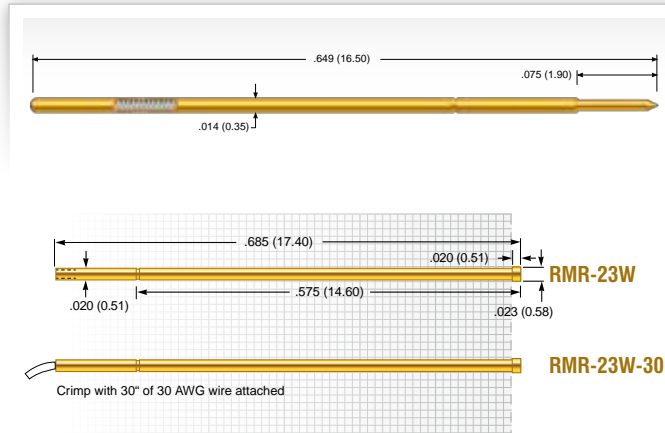 .649 (16.50)
.075 (1.90)
.014 (0.35)
.685 (17.40)
.020 (0.51)
RMR-23W
.020 (0.51)
.575 (14.60)
.023 (0.58)
RMR-23W-30
Crimp with 30“ of 30 AWG wire attached